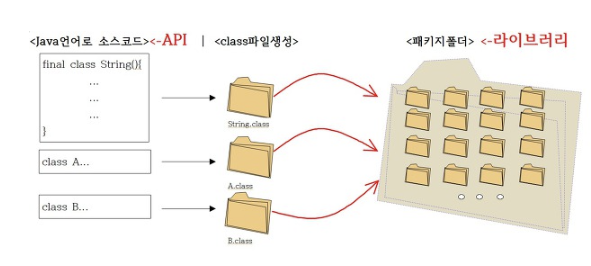 <Java언어로 소스코드><-API | <class파일생성> <패키지폴더> <-라이브러리
final class String(){
...
...
...
}
String.class
class A...
A.class
class B...
B.class